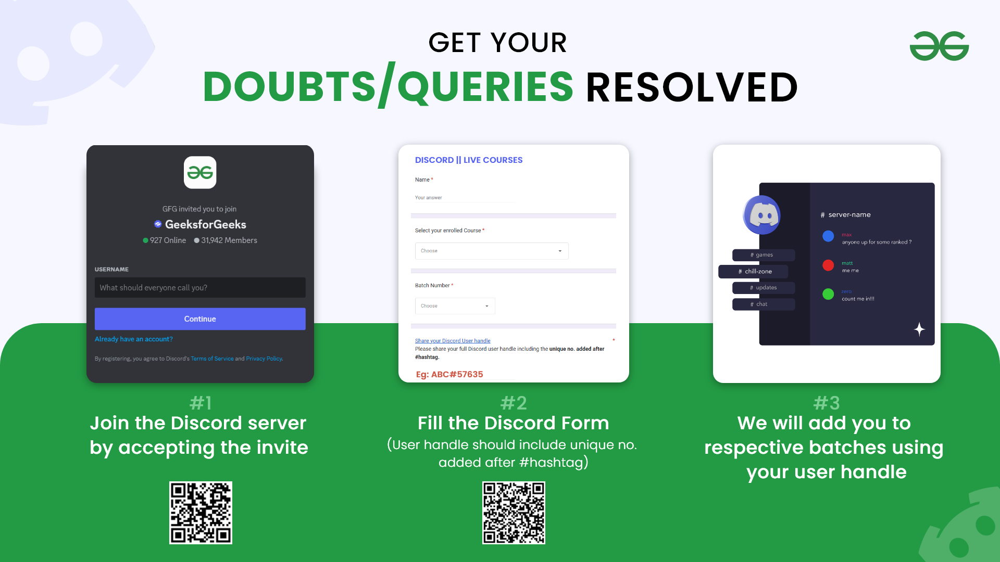 GET YOUR
DOUBTS/QUERIES RESOLVED
GFG invited you to join
GeeksforGeeks
927 Online 31,942 Members
USERNAME
What should everyone call you?
Continue
Already have an account?
By registering, you agree to Discord's Terms of Service and Privacy Policy.
#1
Join the Discord server
by accepting the invite
DISCORD || LIVE COURSES
Name *
Your answer
Select your enrolled Course *
Choose
Batch Number *
Choose
Share your Discord User handle *
Please share your full Discord user handle including the unique no. added after
#hashtag.
Eg: ABC#57635
#2
Fill the Discord Form
(User handle should include unique no.
added after #hashtag)
# server-name
max
anyone up for some ranked ?
matt
me me
zero
count me in!!!
# games
# chill-zone
# updates
# chat
#3
We will add you to
respective batches using
your user handle